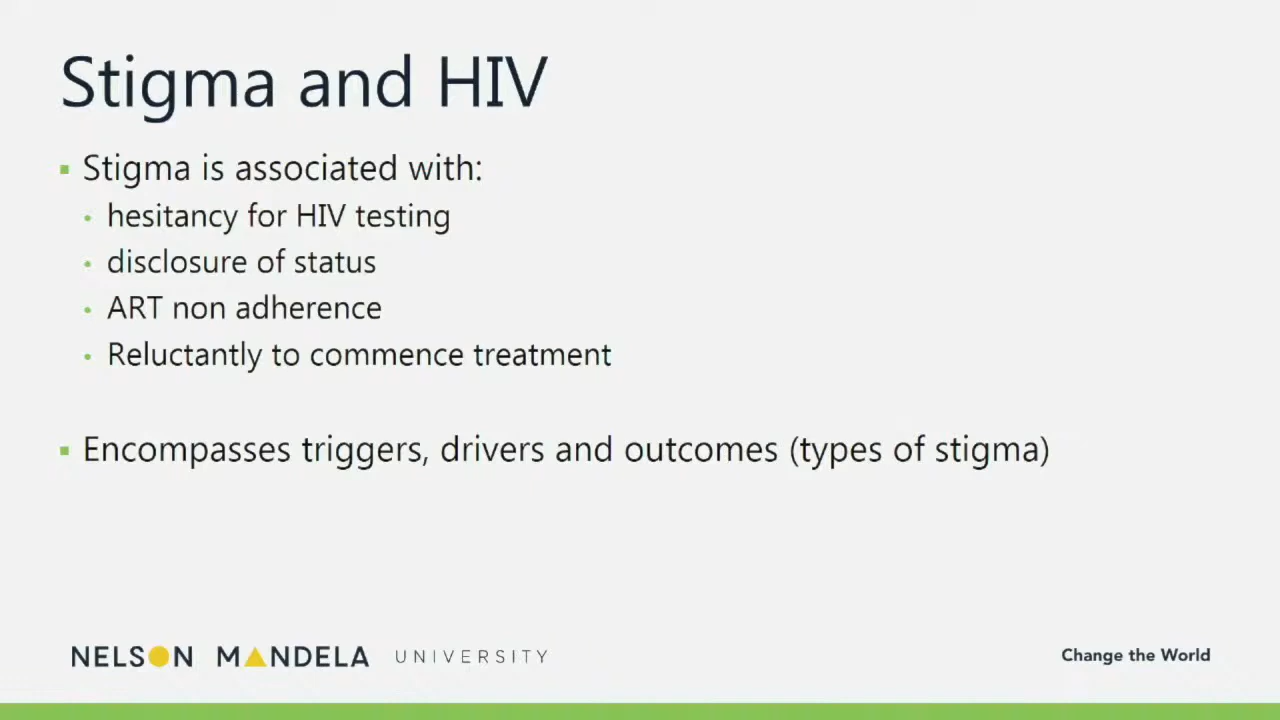 Stigma and HIV
Stigma is associated with:
hesitancy for HIV testing
disclosure of status
ART non adherence
Reluctantly to commence treatment
Encompasses triggers, drivers and outcomes (types of stigma)
NELSON MANDELA UNIVERSITY
Change the World